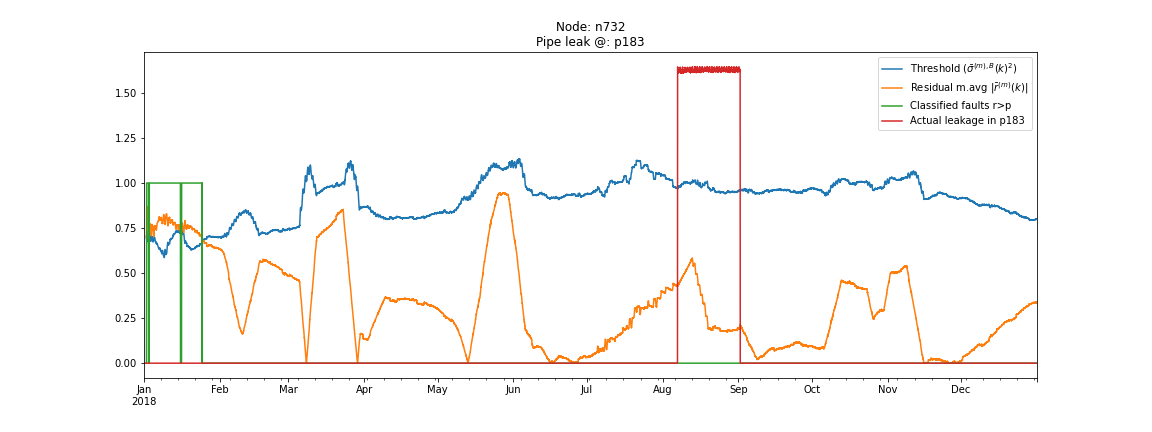 Node: n732
Pipe leak @: p183
Threshold (σ̄⁽ᵐ⁾,ᴮ(k)²)
Residual m.avg |r̄⁽ᵐ⁾(k)|
Classified faults r>p
Actual leakage in p183
1.50
1.25
1.00
0.75
0.50
0.25
0.00
Jan Feb Mar Apr May Jun Jul Aug Sep Oct Nov Dec
2018